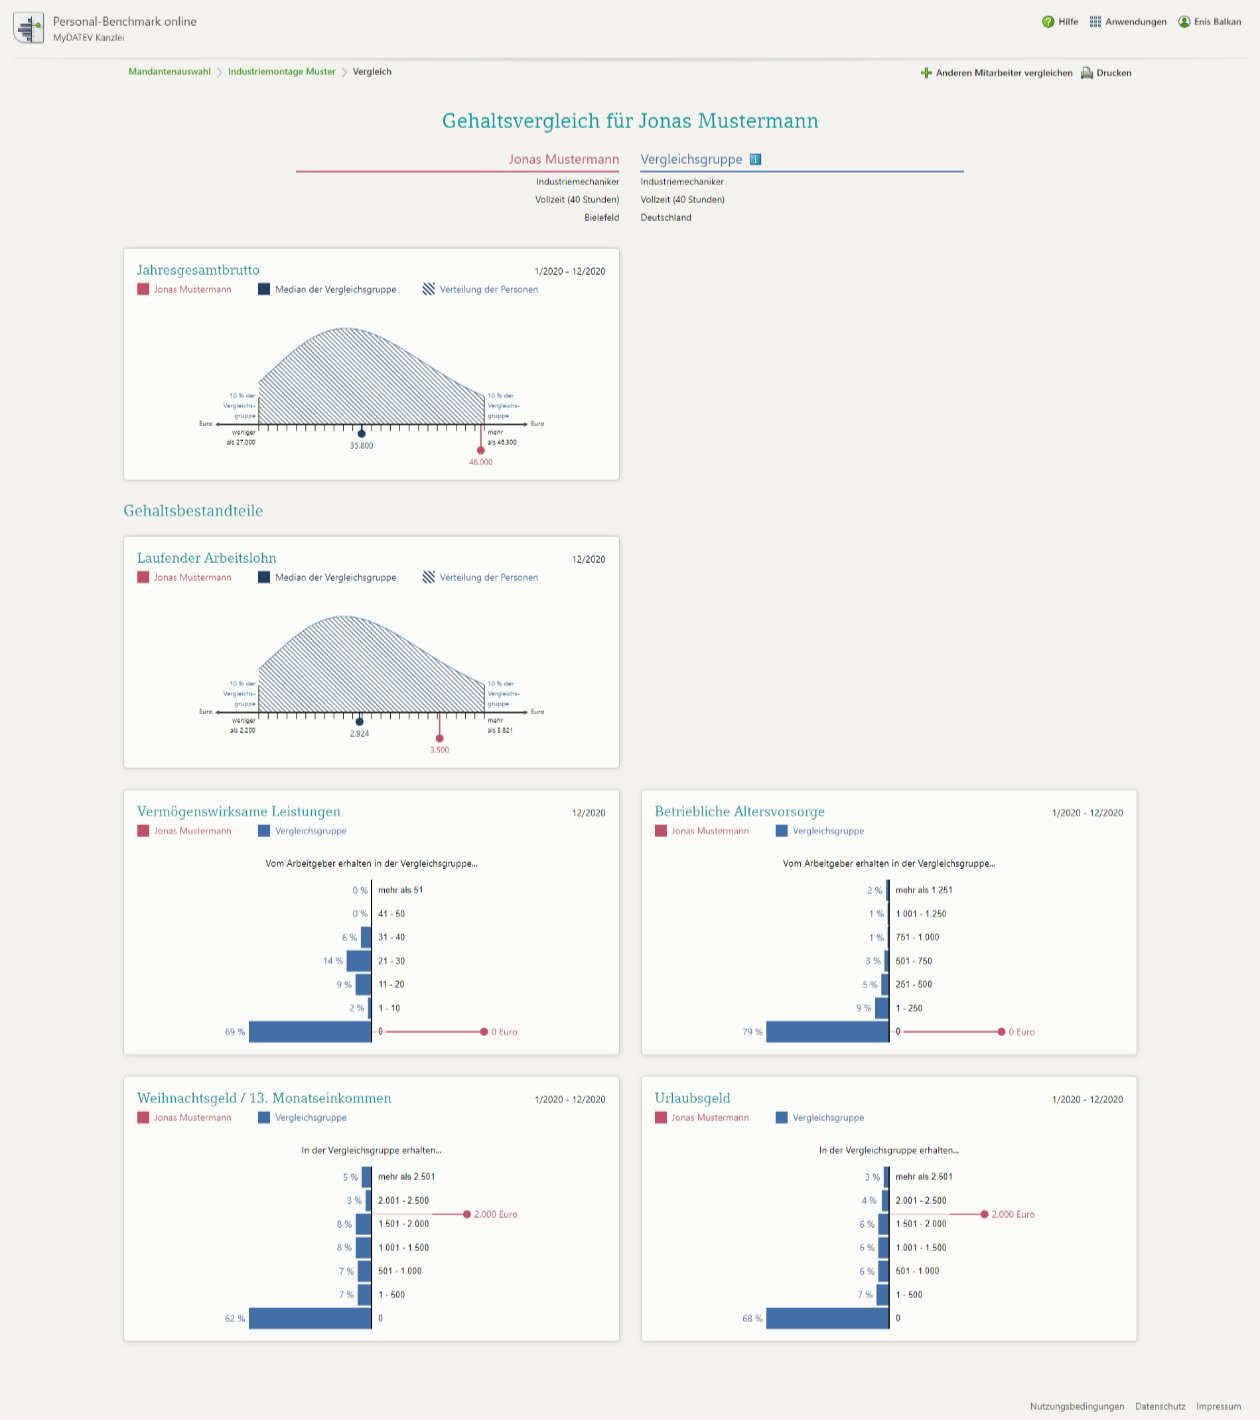 Personal-Benchmark online
MyDATEV Kanzlei
Hilfe
Anwendungen
Enis Balkan
Mandantenauswahl
Industriemontage Muster
Vergleich
Anderen Mitarbeiter vergleichen
Drucken
Gehaltsvergleich für Jonas Mustermann
Jonas Mustermann
Industriemechaniker
Vollzeit (40 Stunden)
Bielefeld
Vergleichsgruppe
Industriemechaniker
Vollzeit (40 Stunden)
Deutschland
Jahresgesamtbrutto
1/2020 - 12/2020
Jonas Mustermann
Median der Vergleichsgruppe
Verteilung der Personen
10 % der
Vergleichs-
gruppe
10 % der
Vergleichs-
gruppe
Euro
Euro
weniger
als 27.000
35.800
mehr
als 46.300
46.000
Gehaltsbestandteile
Laufender Arbeitslohn
12/2020
Jonas Mustermann
Median der Vergleichsgruppe
Verteilung der Personen
10 % der
Vergleichs-
gruppe
10 % der
Vergleichs-
gruppe
Euro
Euro
weniger
als 2.200
2.924
mehr
als 3.821
3.500
Vermögenswirksame Leistungen
12/2020
Jonas Mustermann
Vergleichsgruppe
Vom Arbeitgeber erhalten in der Vergleichsgruppe...
0 % mehr als 51
0 % 41 - 50
6 % 31 - 40
14 % 21 - 30
9 % 11 - 20
2 % 1 - 10
69 % 0 0 Euro
Betriebliche Altersvorsorge
1/2020 - 12/2020
Jonas Mustermann
Vergleichsgruppe
Vom Arbeitgeber erhalten in der Vergleichsgruppe...
2 % mehr als 1.251
1 % 1.001 - 1.250
1 % 751 - 1.000
3 % 501 - 750
5 % 251 - 500
9 % 1 - 250
79 % 0 0 Euro
Weihnachtsgeld / 13. Monatseinkommen
1/2020 - 12/2020
Jonas Mustermann
Vergleichsgruppe
In der Vergleichsgruppe erhalten...
5 % mehr als 2.501
3 % 2.001 - 2.500
2.000 Euro
8 % 1.501 - 2.000
8 % 1.001 - 1.500
7 % 501 - 1.000
7 % 1 - 500
62 % 0
Urlaubsgeld
1/2020 - 12/2020
Jonas Mustermann
Vergleichsgruppe
In der Vergleichsgruppe erhalten...
3 % mehr als 2.501
4 % 2.001 - 2.500
2.000 Euro
6 % 1.501 - 2.000
6 % 1.001 - 1.500
6 % 501 - 1.000
7 % 1 - 500
68 % 0
Nutzungsbedingungen
Datenschutz
Impressum